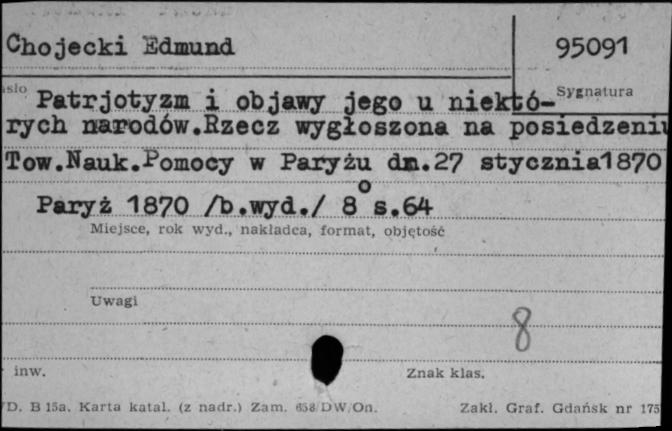 Chojecki Edmund
95091
Sygnatura
Patrjotyzm i objawy jego u niektó-
rych narodów.Rzecz wygłoszona na posiedzeniu
Tow.Nauk.Pomocy w Paryżu dn.27 stycznia1870
Paryż 1870 /b.wyd./ 8° s.64
Miejsce, rok wyd., nakładca, format, objętość
Uwagi
8
inw.
Znak klas.
D. B 15a. Karta katal. (z nadr.) Zam. 658/DW/On.
Zakł. Graf. Gdańsk nr 175